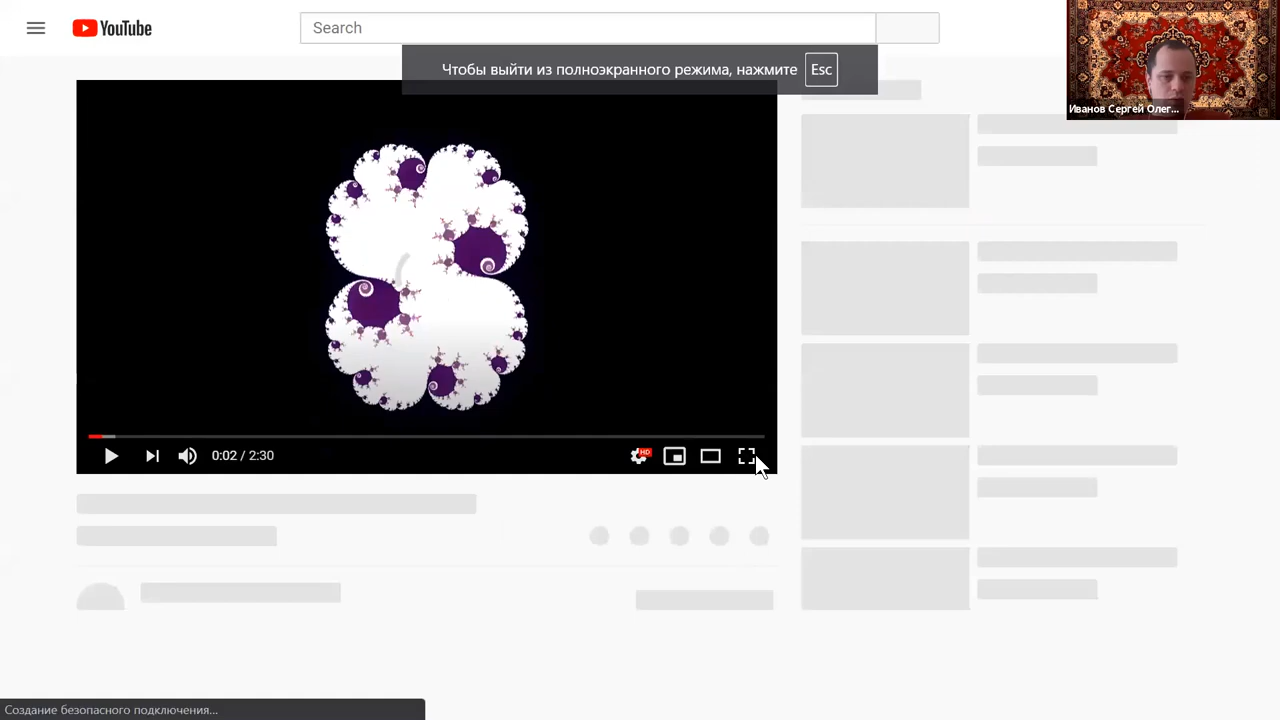 YouTube
Search
Чтобы выйти из полноэкранного режима, нажмите Esc
Иванов Сергей Олег...
0:02 / 2:30
HD
Создание безопасного подключения...